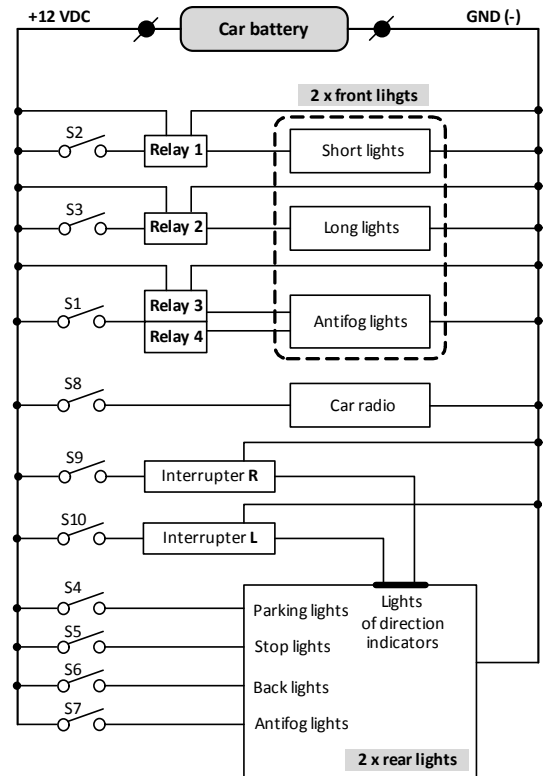 +12 VDC
Car battery
GND (-)
2 x front lihgts
S2
Relay 1
Short lights
S3
Relay 2
Long lights
S1
Relay 3
Relay 4
Antifog lights
S8
Car radio
S9
Interrupter R
S10
Interrupter L
S4
Parking lights
Lights
of direction
indicators
S5
Stop lights
S6
Back lights
S7
Antifog lights
2 x rear lights